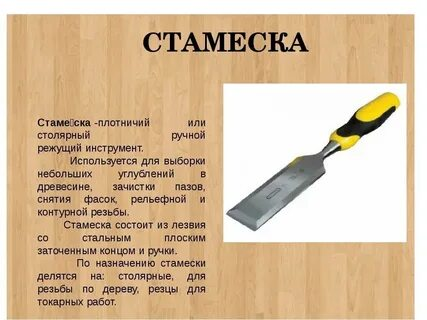 СТАМЕСКА
Стаме́ска -плотничий или
столярный ручной
режущий инструмент.
Используется для выборки
небольших углублений в
древесине, зачистки пазов,
снятия фасок, рельефной и
контурной резьбы.
Стамеска состоит из лезвия
со стальным плоским
заточенным концом и ручки.
По назначению стамески
делятся на: столярные, для
резьбы по дереву, резцы для
токарных работ.